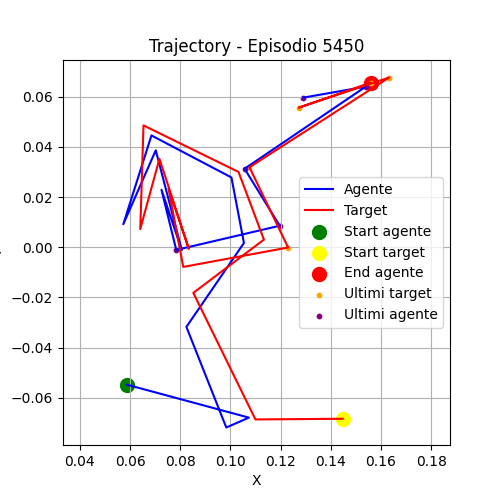 Trajectory - Episodio 5450
0.06
0.04
0.02
0.00
−0.02
−0.04
−0.06
Agente
Target
Start agente
Start target
End agente
Ultimi target
Ultimi agente
0.04 0.06 0.08 0.10 0.12 0.14 0.16 0.18
X